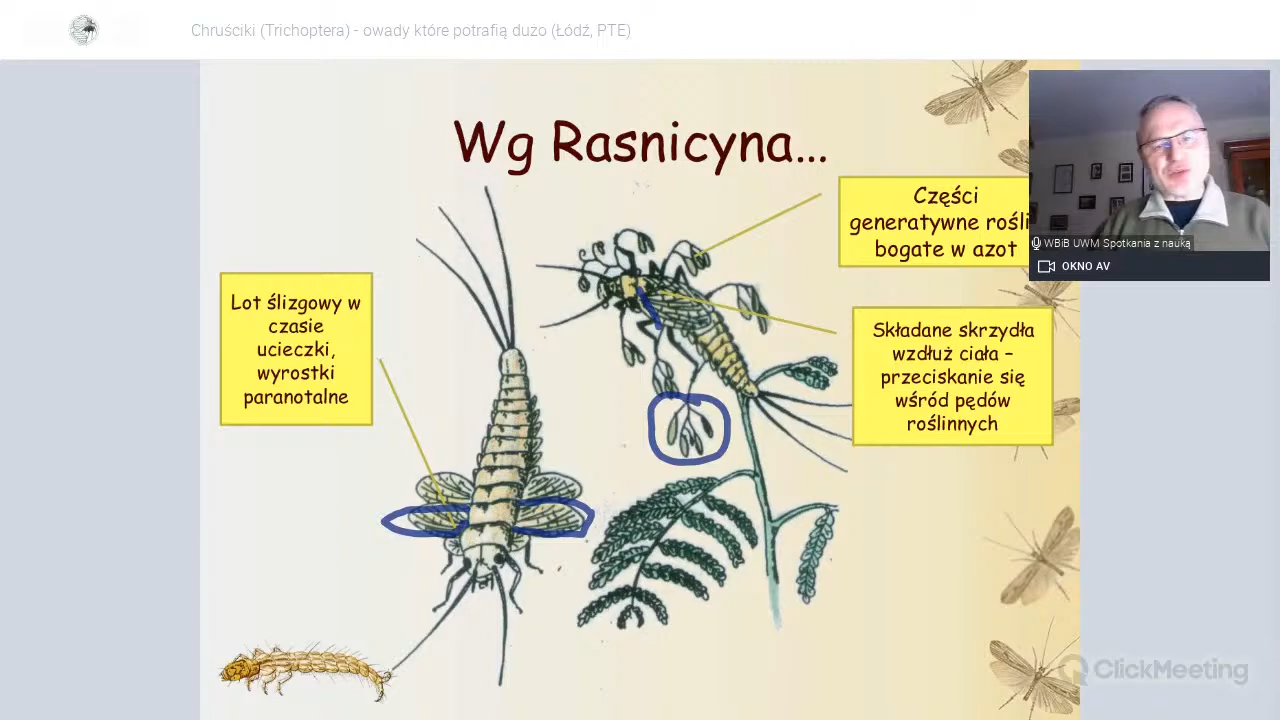 Chruściki (Trichoptera) - owady które potrafią dużo (Łódź, PTE)
Wg Rasnicyna...
Części
generatywne rośli
bogate w azot
WBiB UWM Spotkania z nauką
OKNO AV
Lot ślizgowy w
czasie
ucieczki,
wyrostki
paranotalne
Składane skrzydła
wzdłuż ciała –
przeciskanie się
wśród pędów
roślinnych
ClickMeeting